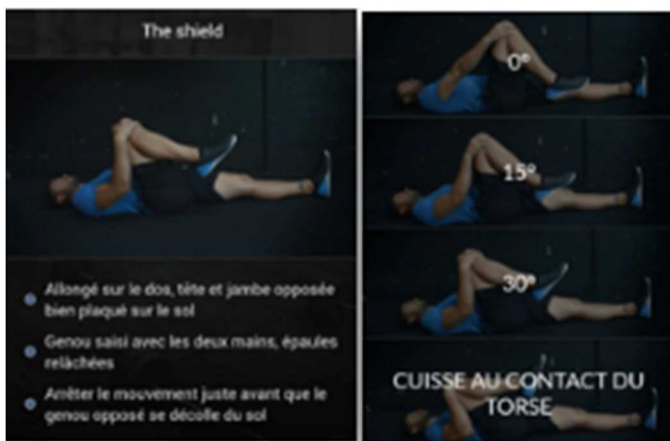 The shield
Allongé sur le dos, tête et jambe opposée
bien plaqué sur le sol
Genou saisi avec les deux mains, épaules
relâchées
Arrêter le mouvement juste avant que le
genou opposé se décolle du sol
0°
15°
30°
CUISSE AU CONTACT DU
TORSE